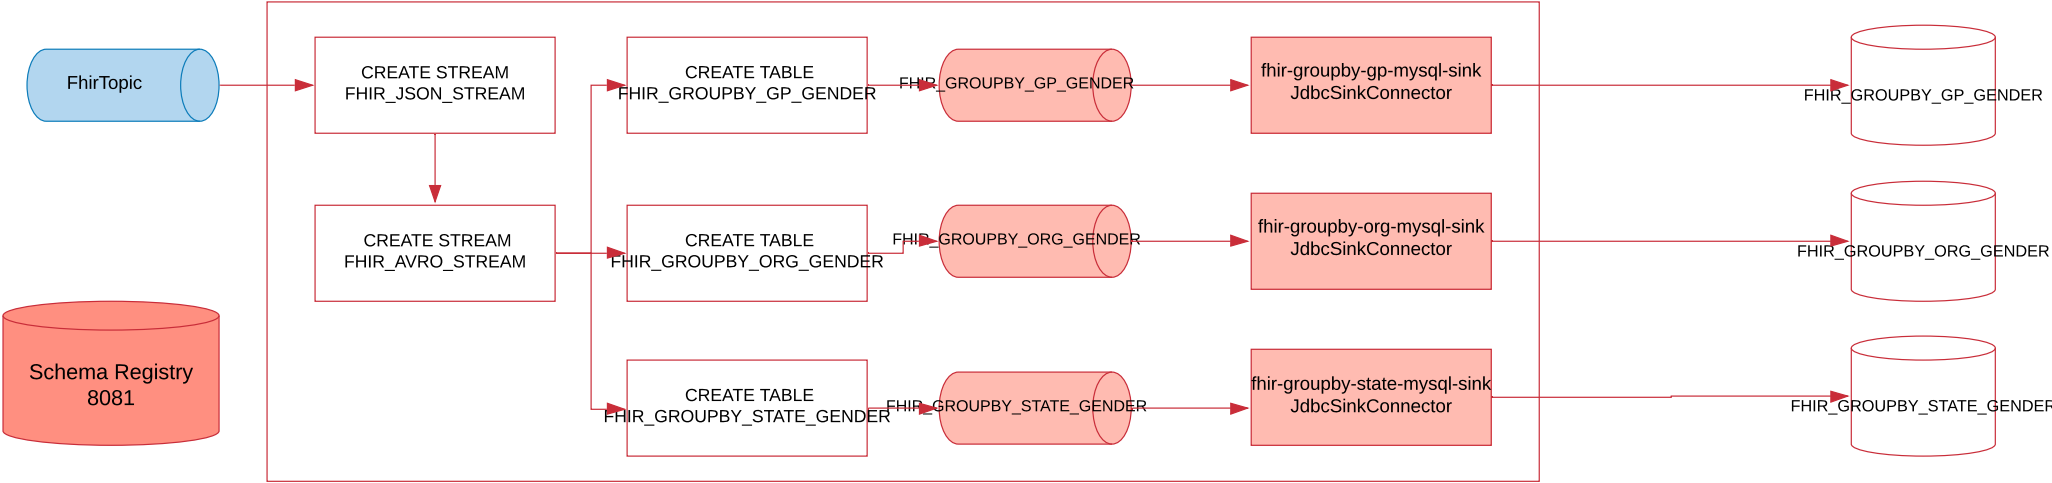 FhirTopic
CREATE STREAM
FHIR_JSON_STREAM
CREATE TABLE
FHIR_GROUPBY_GP_GENDER
FHIR_GROUPBY_GP_GENDER
fhir-groupby-gp-mysql-sink
JdbcSinkConnector
FHIR_GROUPBY_GP_GENDER
CREATE STREAM
FHIR_AVRO_STREAM
CREATE TABLE
FHIR_GROUPBY_ORG_GENDER
FHIR_GROUPBY_ORG_GENDER
fhir-groupby-org-mysql-sink
JdbcSinkConnector
FHIR_GROUPBY_ORG_GENDER
Schema Registry
8081
CREATE TABLE
FHIR_GROUPBY_STATE_GENDER
FHIR_GROUPBY_STATE_GENDER
fhir-groupby-state-mysql-sink
JdbcSinkConnector
FHIR_GROUPBY_STATE_GENDER